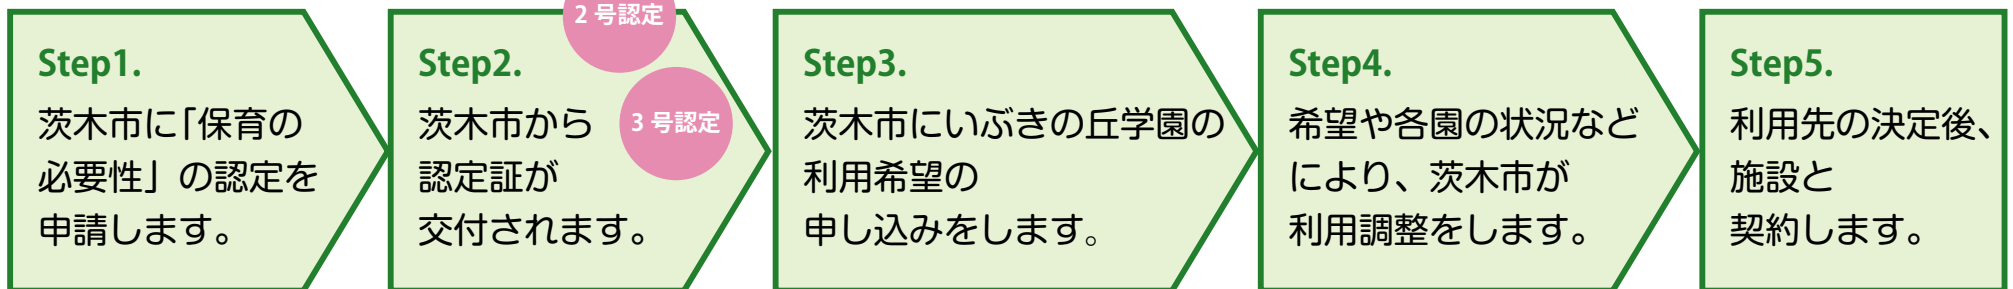 Step1.
茨木市に「保育の
必要性」の認定を
申請します。
2 号認定
Step2.
3 号認定
茨木市から
認定証が
交付されます。
Step3.
茨木市にいぶきの丘学園の
利用希望の
申し込みをします。
Step4.
希望や各園の状況など
により、茨木市が
利用調整をします。
Step5.
利用先の決定後、
施設と
契約します。